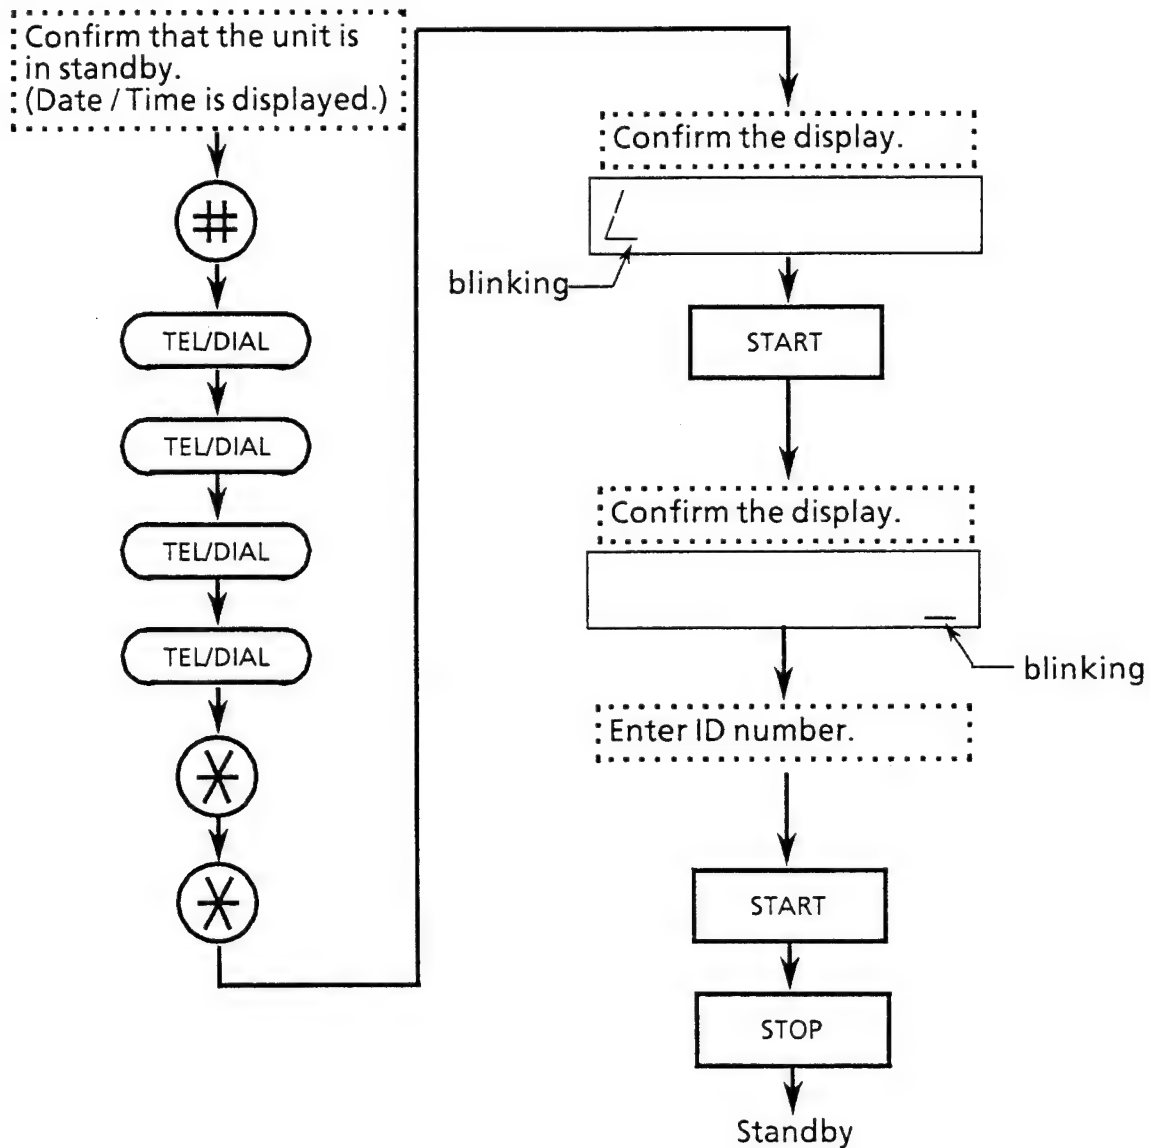 Confirm that the unit is
in standby.
(Date / Time is displayed.)
#
TEL/DIAL
TEL/DIAL
TEL/DIAL
TEL/DIAL
*
*
Confirm the display.
blinking
START
Confirm the display.
blinking
Enter ID number.
START
STOP
Standby